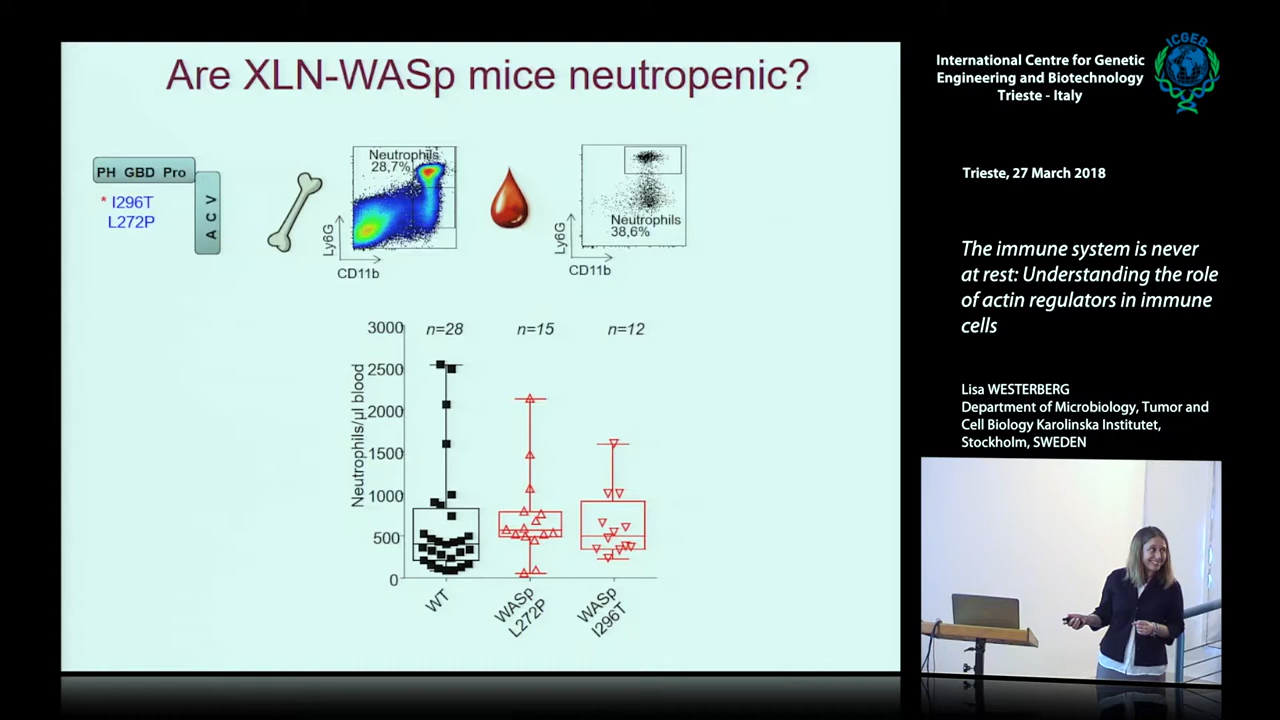 Are XLN-WASp mice neutropenic?
PH GBD Pro
* I296T
L272P
A C V
Neutrophils
28,7%
Ly6G
CD11b
Neutrophils
38,6%
Ly6G
CD11b
3000
2500
2000
1500
1000
500
0
Neutrophils/µl blood
n=28
n=15
n=12
WT
WASp
L272P
WASp
I296T
International Centre for Genetic
Engineering and Biotechnology
Trieste - Italy
ICGEB
Trieste, 27 March 2018
The immune system is never
at rest: Understanding the role
of actin regulators in immune
cells
Lisa WESTERBERG
Department of Microbiology, Tumor and
Cell Biology Karolinska Institutet,
Stockholm, SWEDEN